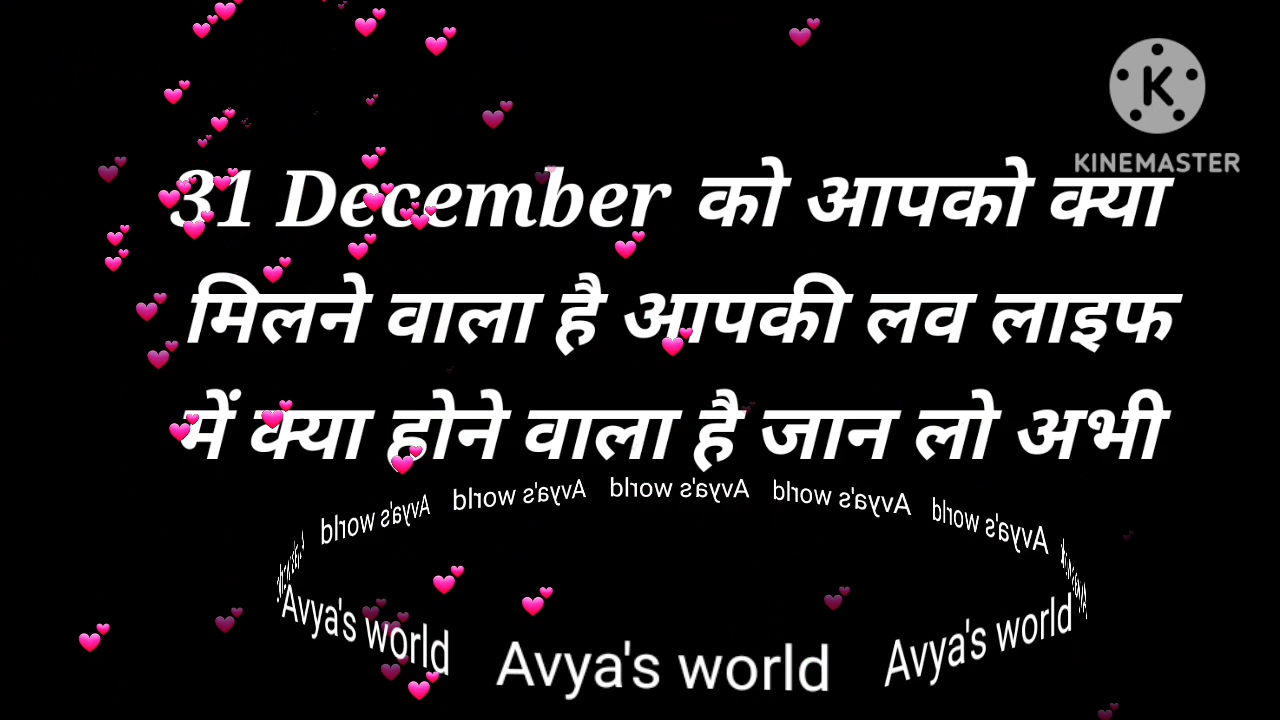 KINEMASTER
31 December को आपको क्या
मिलने वाला है आपकी लव लाइफ
में क्या होने वाला है जान लो अभी
Avya's world Avya's world Avya's world Avya's world Avya's world
Avya's world Avya's world Avya's world